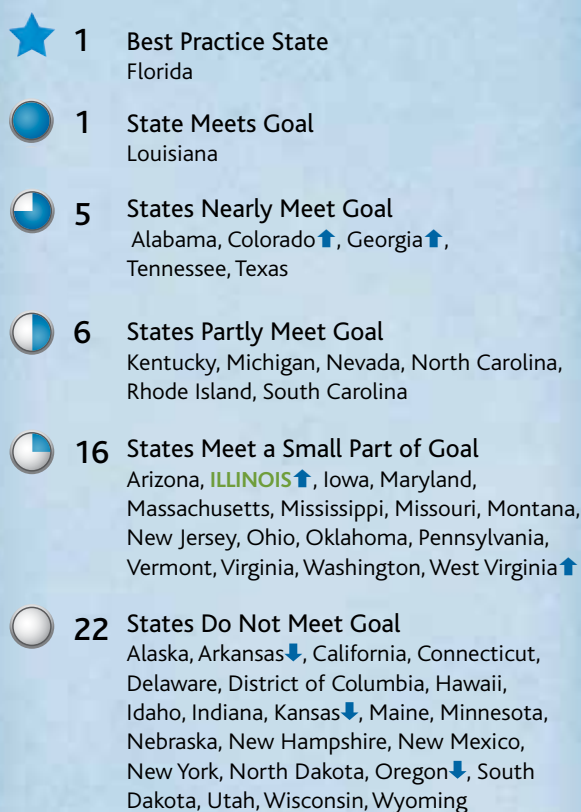 1 Best Practice State
Florida
1 State Meets Goal
Louisiana
5 States Nearly Meet Goal
Alabama, Colorado⬆, Georgia⬆,
Tennessee, Texas
6 States Partly Meet Goal
Kentucky, Michigan, Nevada, North Carolina,
Rhode Island, South Carolina
16 States Meet a Small Part of Goal
Arizona, ILLINOIS⬆, Iowa, Maryland,
Massachusetts, Mississippi, Missouri, Montana,
New Jersey, Ohio, Oklahoma, Pennsylvania,
Vermont, Virginia, Washington, West Virginia⬆
22 States Do Not Meet Goal
Alaska, Arkansas⬇, California, Connecticut,
Delaware, District of Columbia, Hawaii,
Idaho, Indiana, Kansas⬇, Maine, Minnesota,
Nebraska, New Hampshire, New Mexico,
New York, North Dakota, Oregon⬇, South
Dakota, Utah, Wisconsin, Wyoming